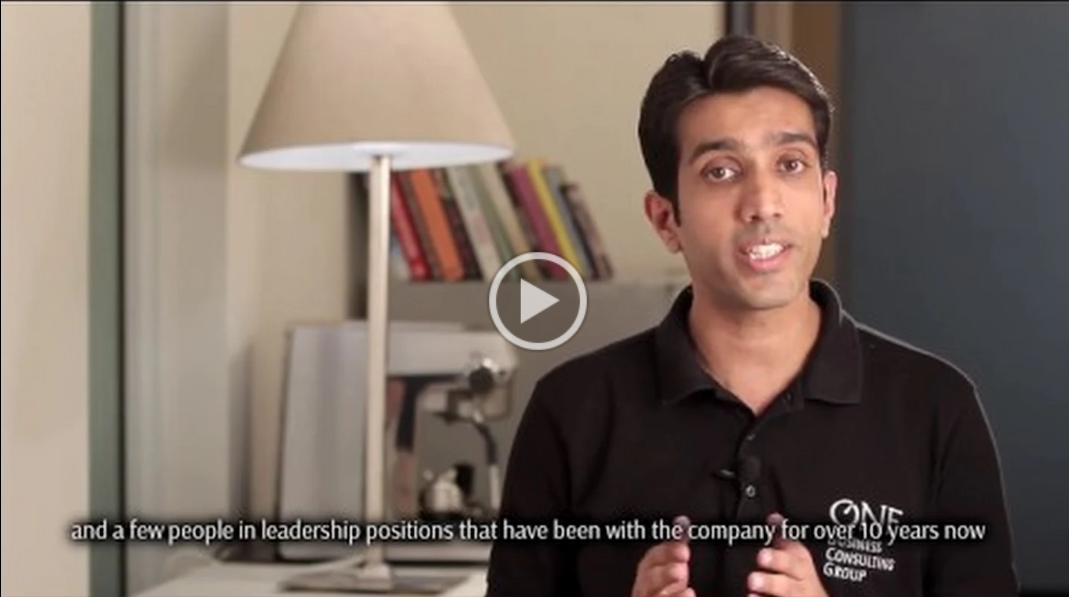 and a few people in leadership positions that have been with the company for over 10 years now
ONE
BUSINESS
CONSULTING
GROUP